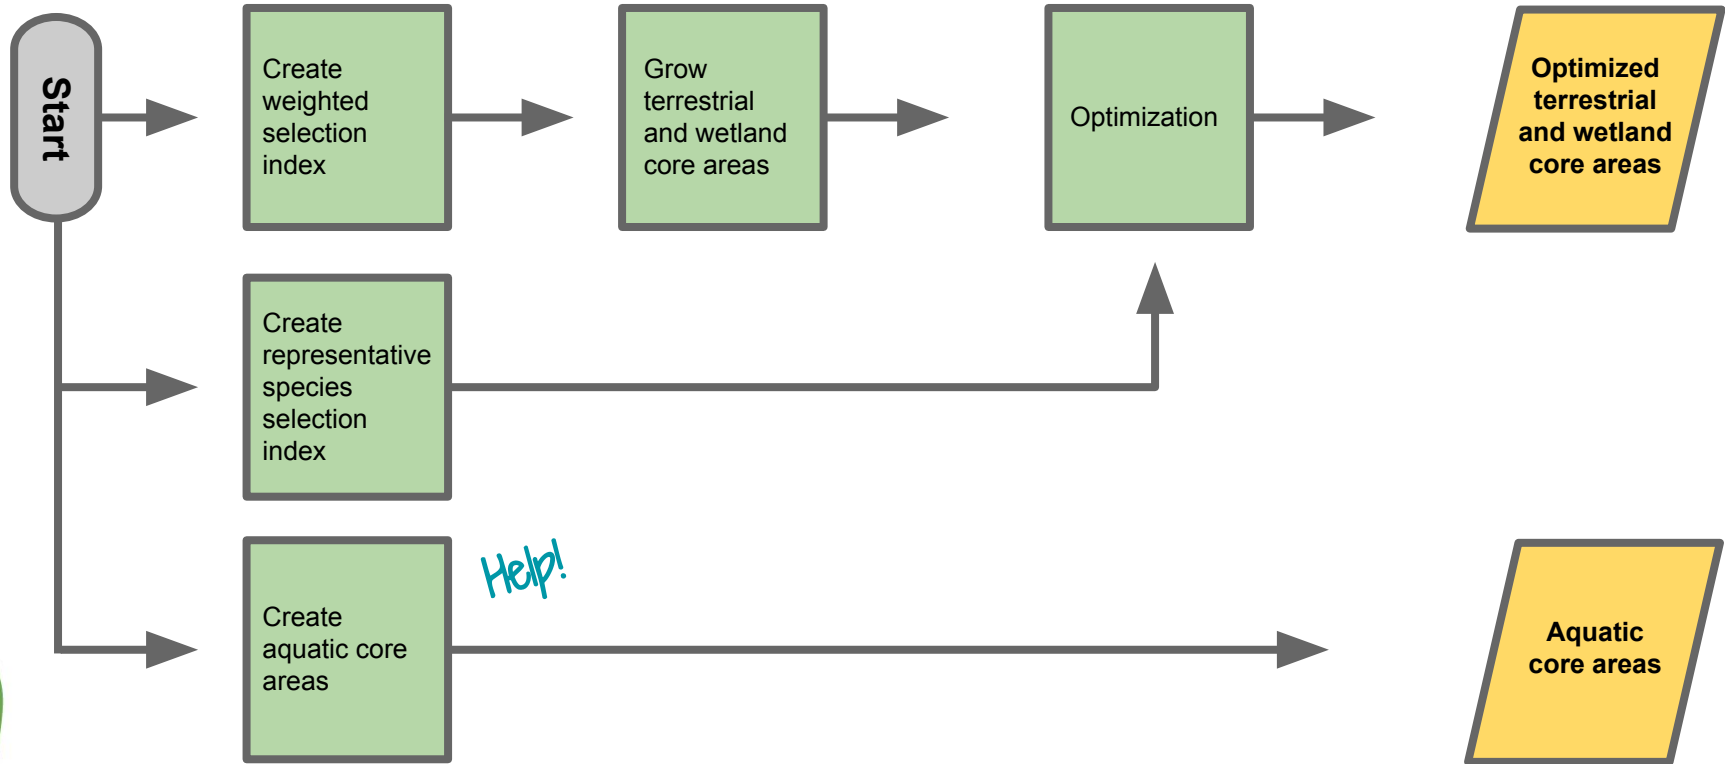 Start
Create
weighted
selection
index
Grow
terrestrial
and wetland
core areas
Optimization
Optimized
terrestrial
and wetland
core areas
Create
representative
species
selection
index
Help!
Create
aquatic core
areas
Aquatic
core areas